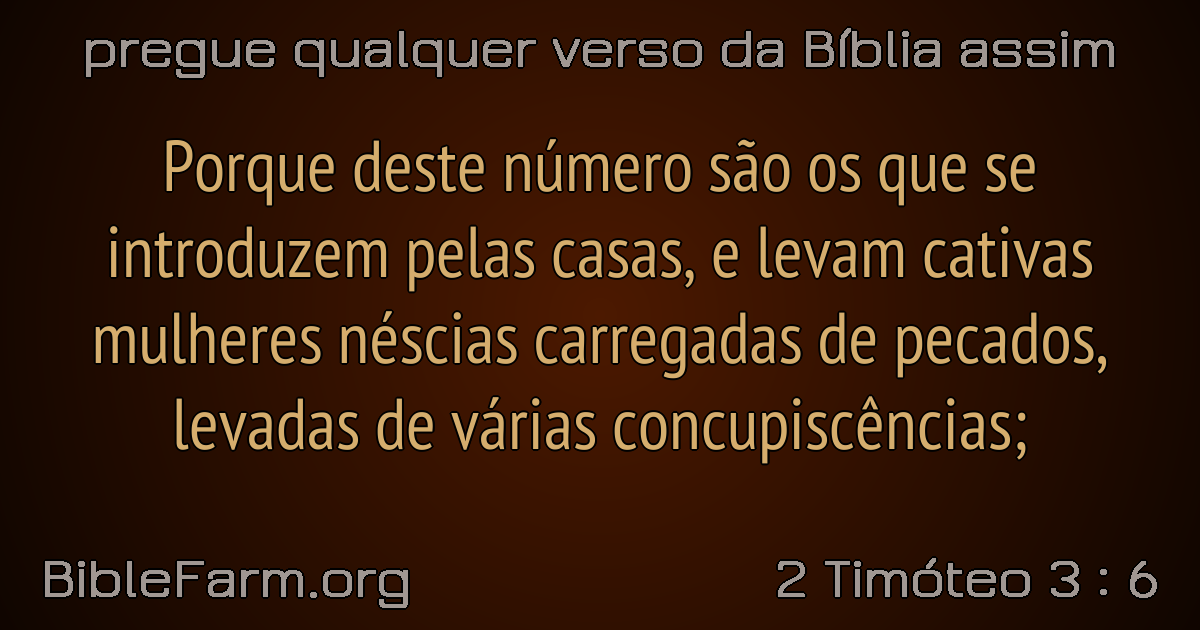 pregue qualquer verso da Bíblia assim
Porque deste número são os que se
introduzem pelas casas, e levam cativas
mulheres néscias carregadas de pecados,
levadas de várias concupiscências;
BibleFarm.org
2 Timóteo 3 : 6